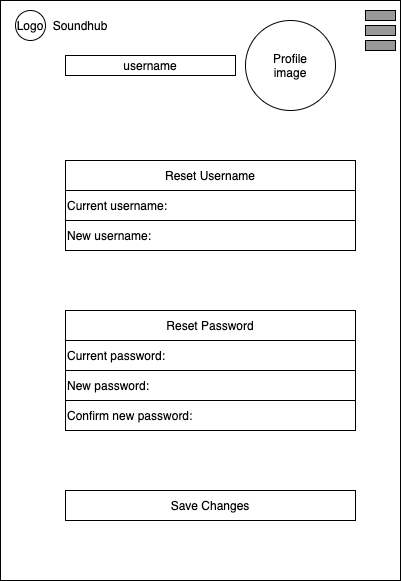 Logo Soundhub
username
Profile
image
Reset Username
Current username:
New username:
Reset Password
Current password:
New password:
Confirm new password:
Save Changes